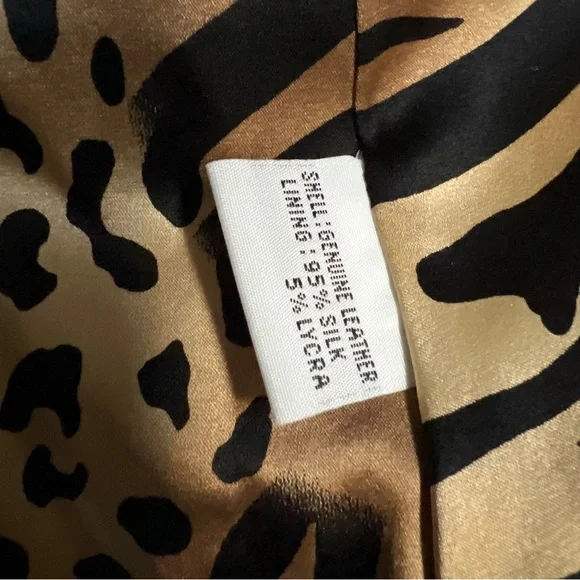 SHELL:GENUINE LEATHER
LINING:95% SILK
5% LYCRA